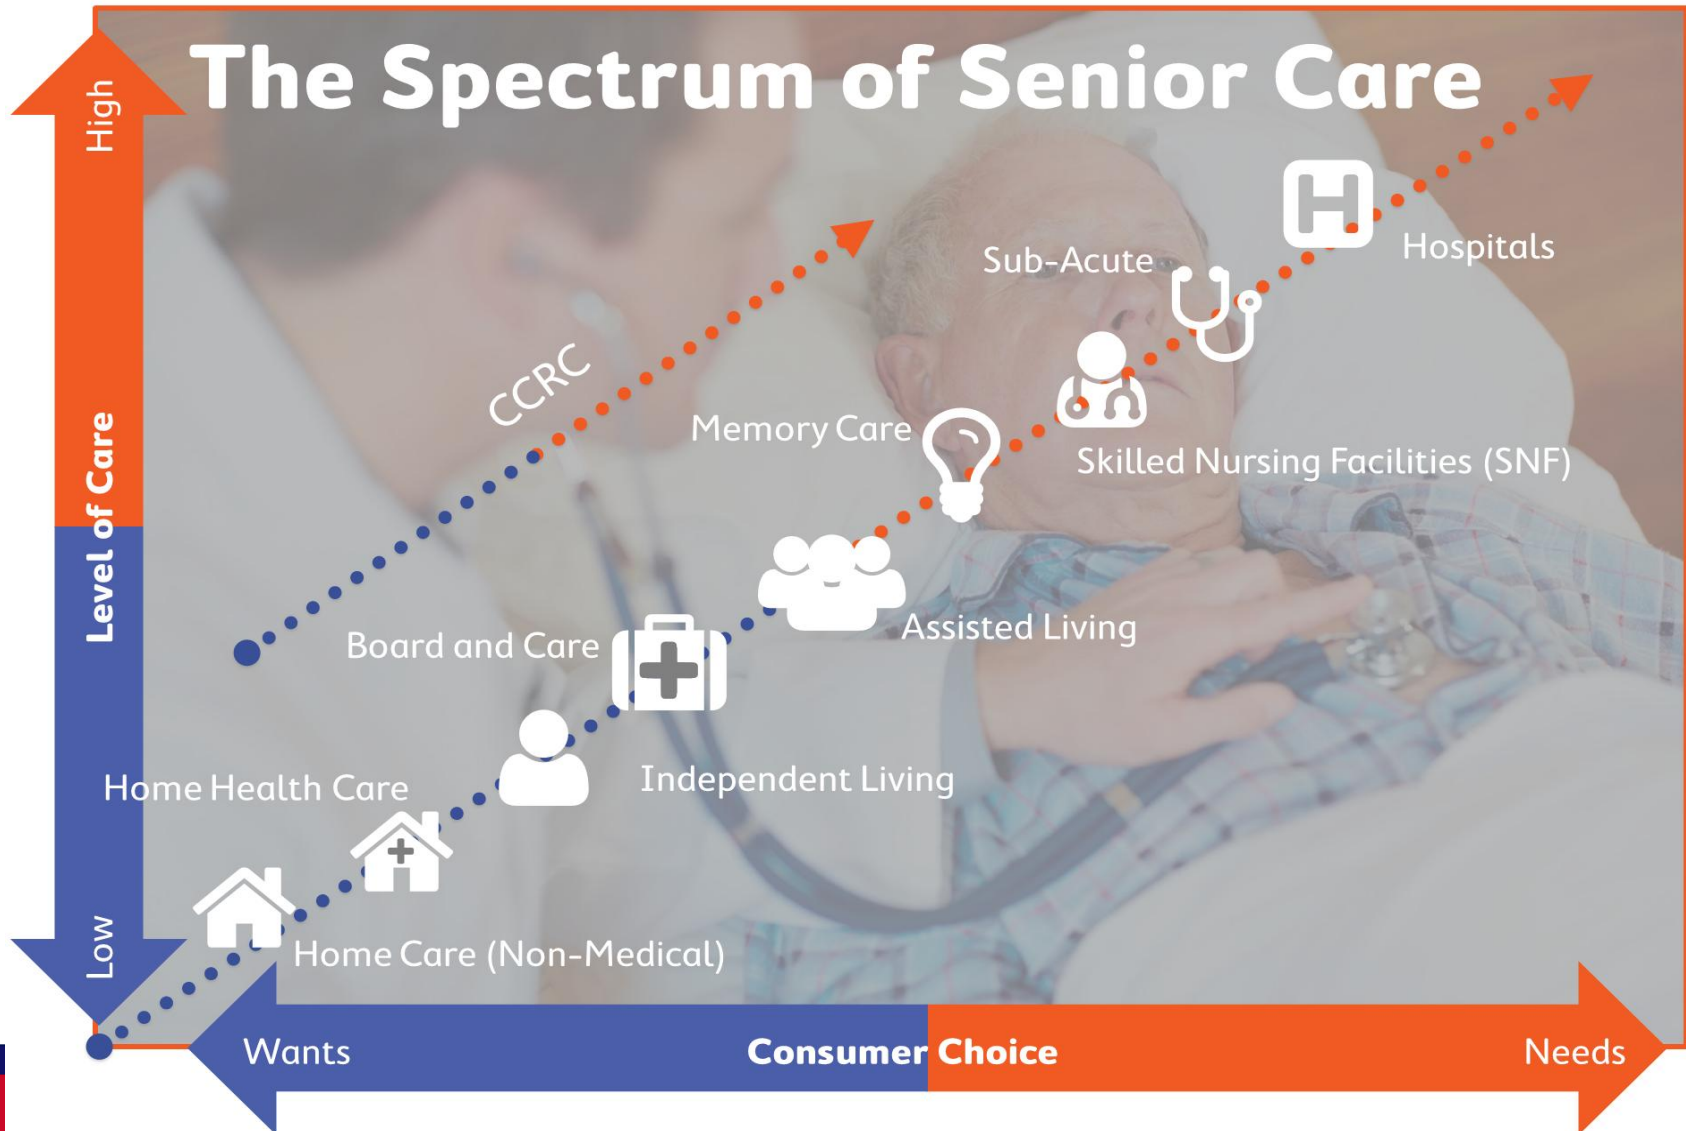 The Spectrum of Senior Care
High
Level of Care
Low
CCRC
Sub-Acute
Hospitals
Memory Care
Skilled Nursing Facilities (SNF)
Assisted Living
Board and Care
Independent Living
Home Health Care
Home Care (Non-Medical)
Wants
Consumer Choice
Needs